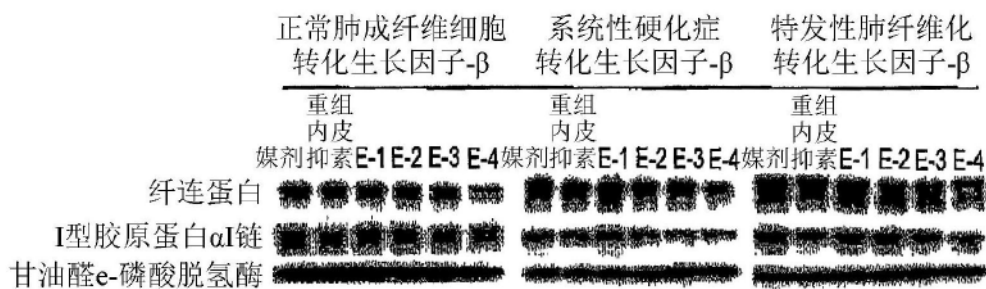 正常肺成纤维细胞 系统性硬化症 特发性肺纤维化
转化生长因子-β 转化生长因子-β 转化生长因子-β
重组 重组 重组
内皮 内皮 内皮
媒剂 抑素 E-1 E-2 E-3 E-4 媒剂 抑素 E-1 E-2 E-3 E-4 媒剂 抑素 E-1 E-2 E-3 E-4
纤连蛋白
I型胶原蛋白αI链
甘油醛e-磷酸脱氢酶